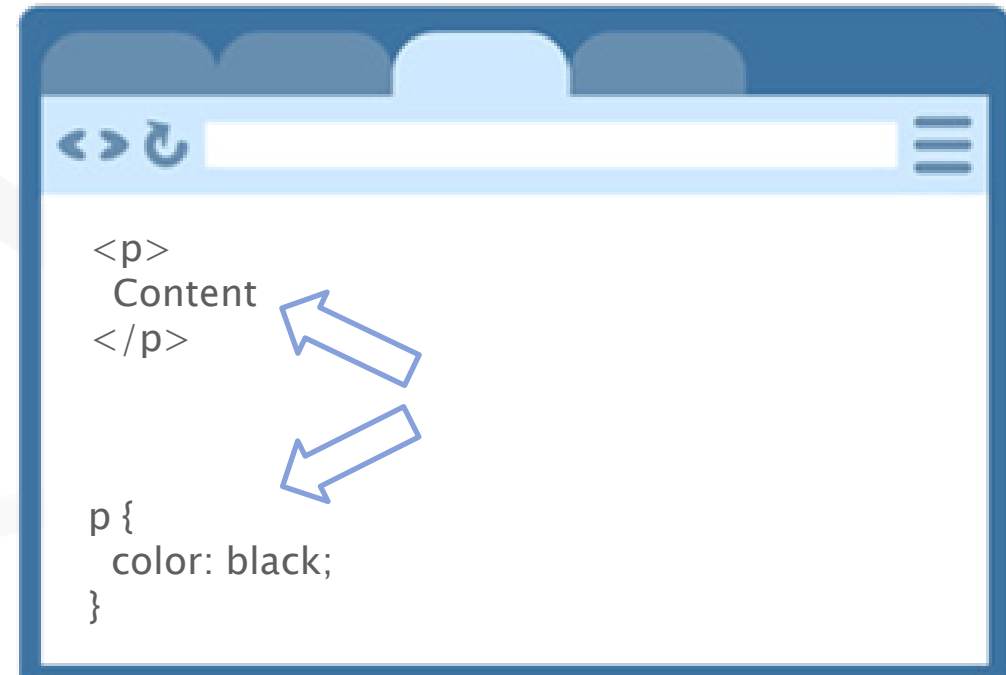 <p>
Content
</p>
p {
color: black;
}